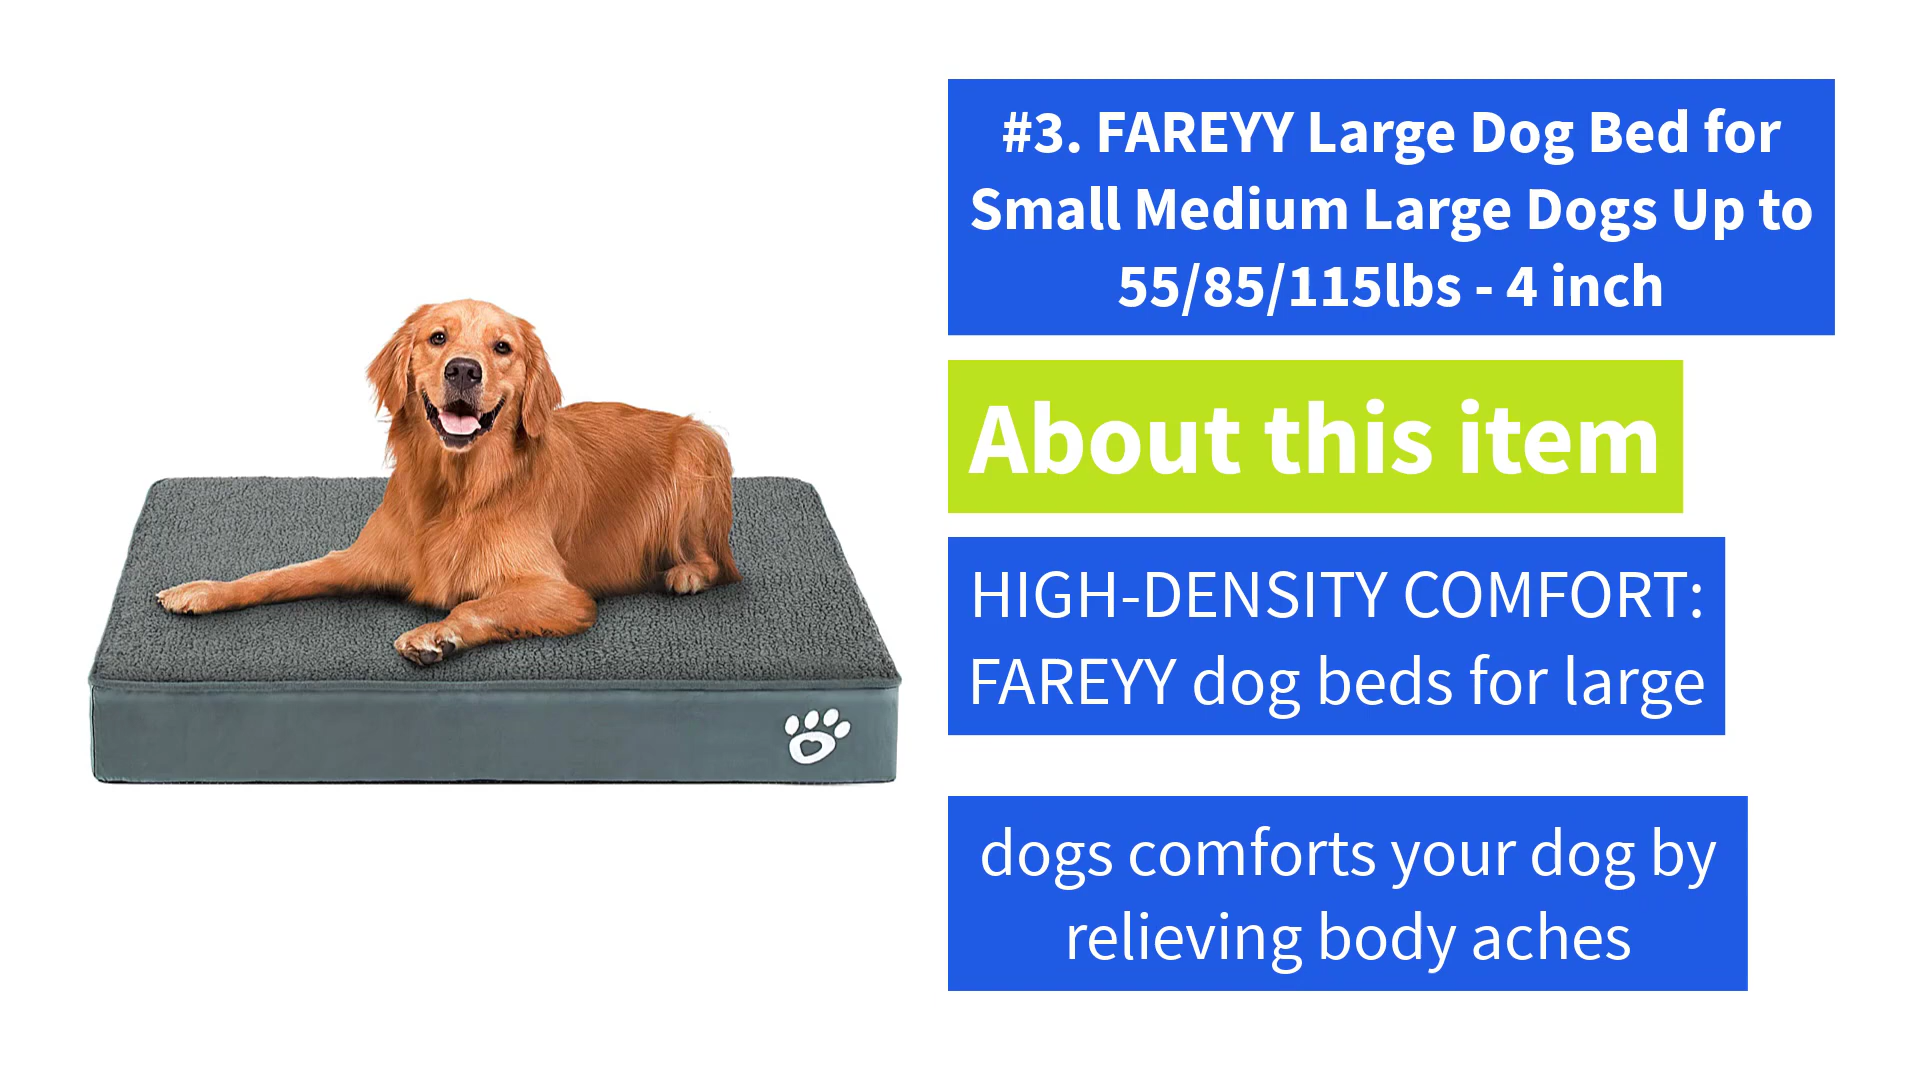 #3. FAREYY Large Dog Bed for
Small Medium Large Dogs Up to
55/85/115lbs - 4 inch
About this item
HIGH-DENSITY COMFORT:
FAREYY dog beds for large
dogs comforts your dog by
relieving body aches